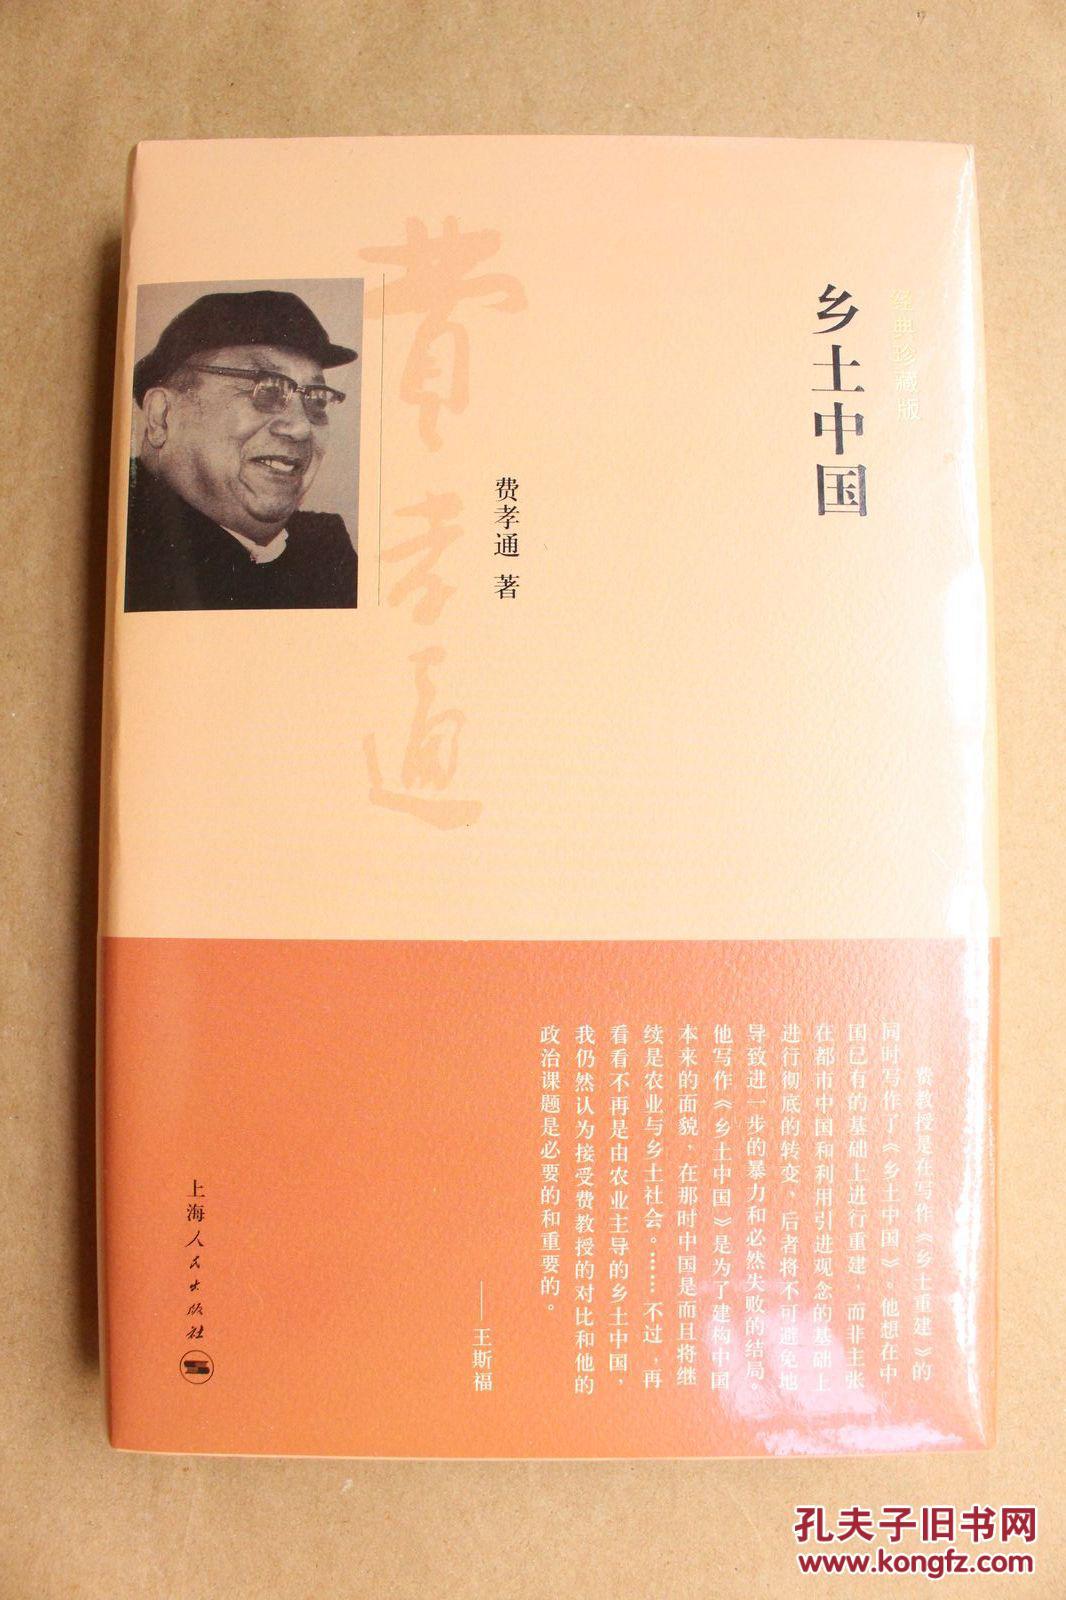 经典珍藏版
乡土中国
费孝通 著
费孝通
费教授是在写作《乡土重建》的
同时写作了《乡土中国》。他想在中
国已有的基础上进行重建，而非主张
在都市中国和利用引进观念的基础上
进行彻底的转变、后者将不可避免地
导致进一步的暴力和必然失败的结局。
他写作《乡土中国》是为了建构中国
本来的面貌，在那时中国是而且将继
续是农业与乡土社会。……不过，再
看看不再是由农业主导的乡土中国，
我仍然认为接受费教授的对比和他的
政治课题是必要的和重要的。
——王斯福
上海人民出版社
孔夫子旧书网
www.kongfz.com